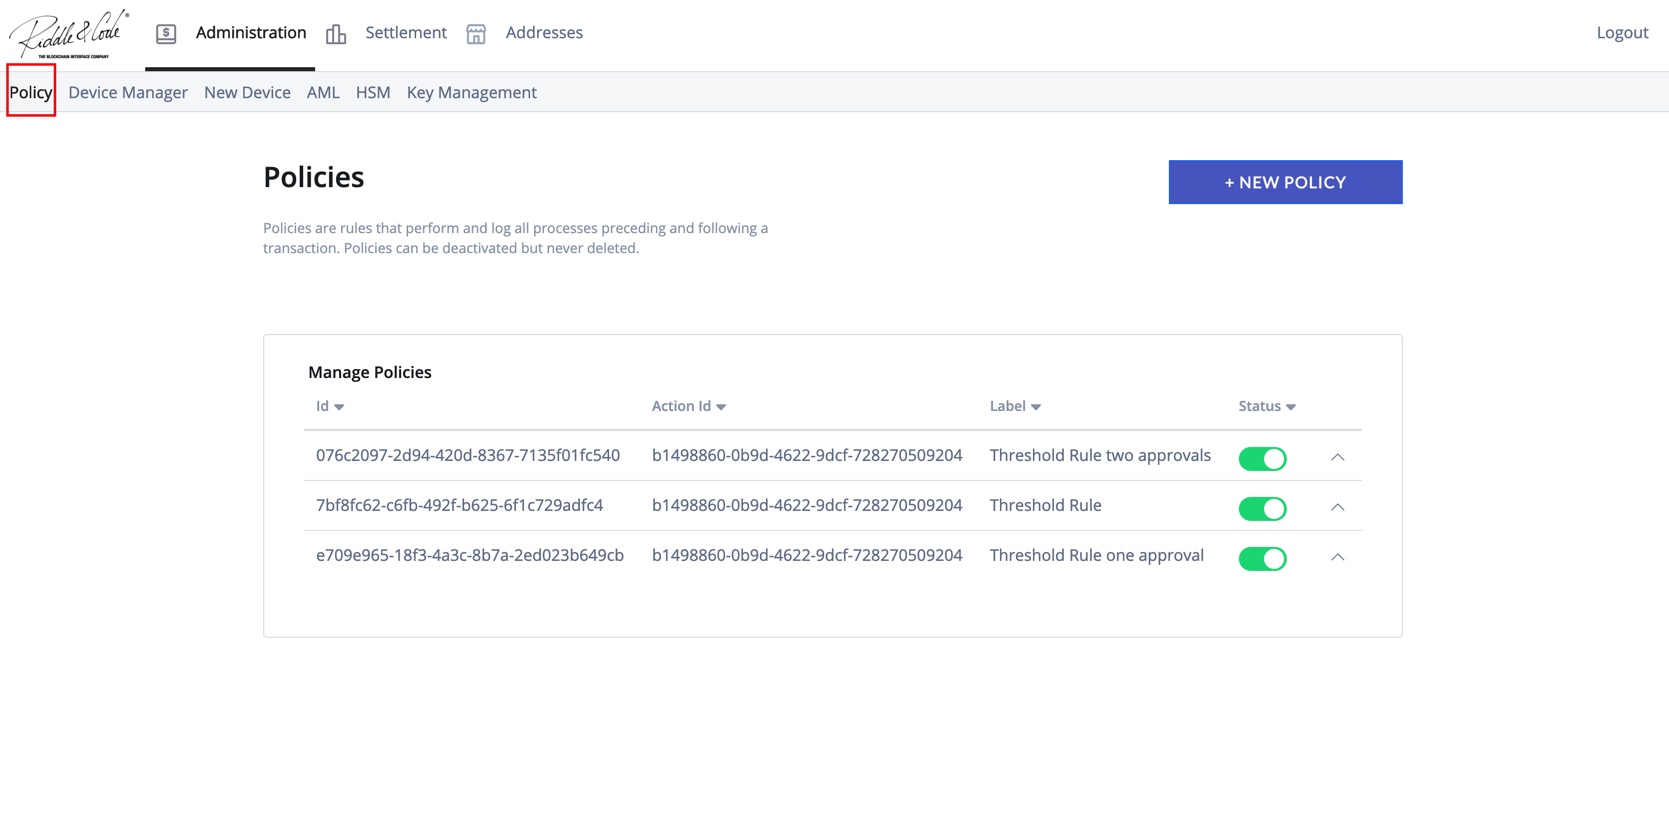 Riddle & Code®
THE BLOCKCHAIN INTERFACE COMPANY
Administration Settlement Addresses Logout
Policy Device Manager New Device AML HSM Key Management
Policies
+ NEW POLICY
Policies are rules that perform and log all processes preceding and following a
transaction. Policies can be deactivated but never deleted.
Manage Policies
Id Action Id Label Status
076c2097-2d94-420d-8367-7135f01fc540 b1498860-0b9d-4622-9dcf-728270509204 Threshold Rule two approvals
7bf8fc62-c6fb-492f-b625-6f1c729adfc4 b1498860-0b9d-4622-9dcf-728270509204 Threshold Rule
e709e965-18f3-4a3c-8b7a-2ed023b649cb b1498860-0b9d-4622-9dcf-728270509204 Threshold Rule one approval